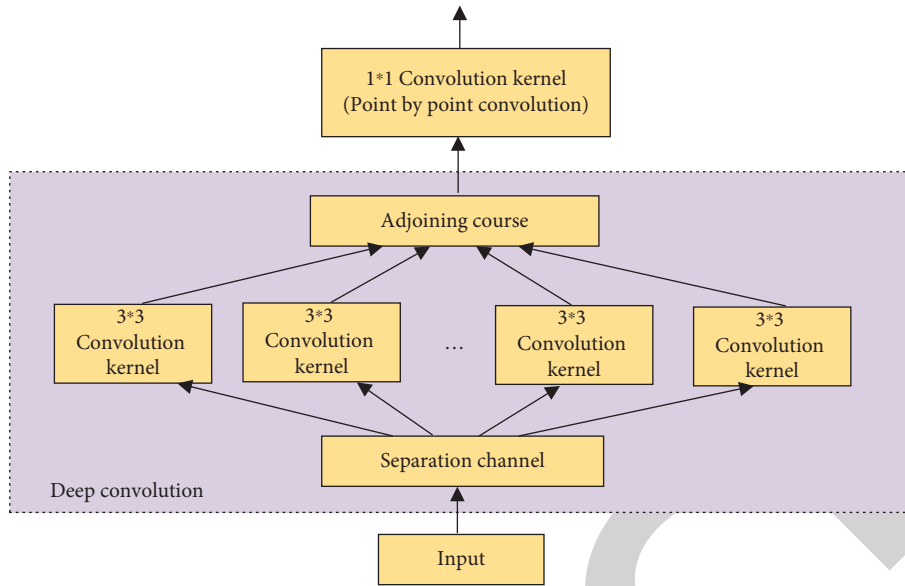 1*1 Convolution kernel
(Point by point convolution)
Adjoining course
3*3
Convolution
kernel
3*3
Convolution
kernel
...
3*3
Convolution
kernel
3*3
Convolution
kernel
Separation channel
Deep convolution
Input